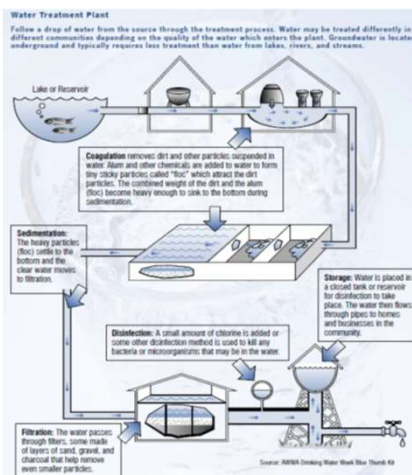 Water Treatment Plant
Follow a drop of water from the source through the treatment process. Water may be treated differently in
different communities depending on the quality of the water which enters the plant. Groundwater is located
underground and typically requires less treatment than water from lakes, rivers, and streams.
Lake or Reservoir
Coagulation removes dirt and other particles suspended in
water. Alum and other chemicals are added to water to form
tiny sticky particles called "floc" which attract the dirt
particles. The combined weight of the dirt and the alum
(floc) become heavy enough to sink to the bottom during
sedimentation.
Sedimentation:
The heavy particles
(floc) settle to the
bottom and the
clear water moves
to filtration.
Storage: Water is placed in
a closed tank or reservoir
for disinfection to take
place. The water then flows
through pipes to homes
and businesses in the
community.
Disinfection: A small amount of chlorine is added or
some other disinfection method is used to kill any
bacteria or microorganisms that may be in the water.
Filtration: The water passes
through filters, some made
of layers of sand, gravel, and
charcoal that help remove
even smaller particles.
Source: AWWA Drinking Water Week Blue Thumb Kit